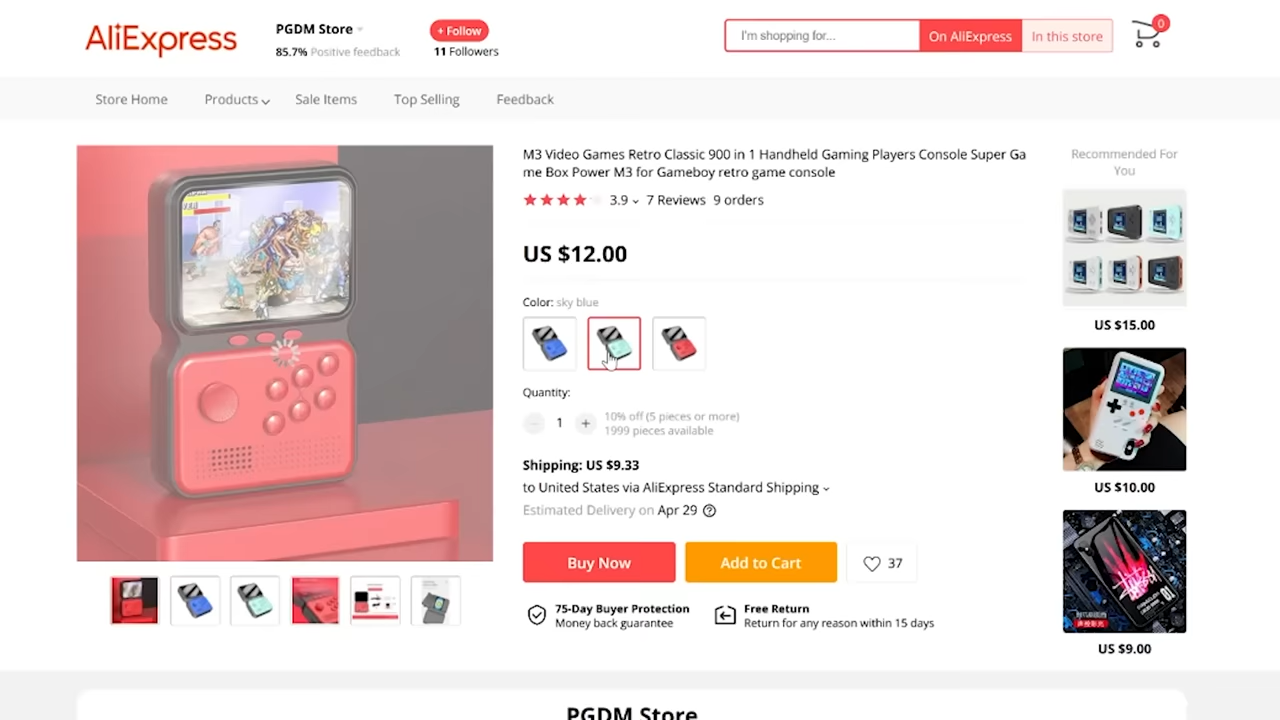 AliExpress
PGDM Store
85.7% Positive feedback
+ Follow
11 Followers
I'm shopping for...
On AliExpress
In this store
0
Store Home
Products
Sale Items
Top Selling
Feedback
M3 Video Games Retro Classic 900 in 1 Handheld Gaming Players Console Super Ga
me Box Power M3 for Gameboy retro game console
3.9
7 Reviews
9 orders
US $12.00
Color: sky blue
Quantity:
1
10% off (5 pieces or more)
1999 pieces available
Shipping: US $9.33
to United States via AliExpress Standard Shipping
Estimated Delivery on Apr 29
Buy Now
Add to Cart
37
75-Day Buyer Protection
Money back guarantee
Free Return
Return for any reason within 15 days
Recommended For
You
US $15.00
US $10.00
US $9.00
PGDM Store